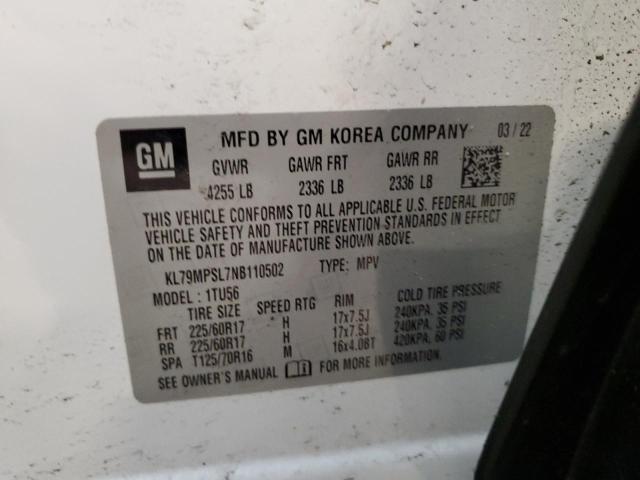 GM
MFD BY GM KOREA COMPANY 03/22
GVWR GAWR FRT GAWR RR
4255 LB 2336 LB 2336 LB
THIS VEHICLE CONFORMS TO ALL APPLICABLE U.S. FEDERAL MOTOR
VEHICLE SAFETY AND THEFT PREVENTION STANDARDS IN EFFECT
ON THE DATE OF MANUFACTURE SHOWN ABOVE.
KL79MPSL7NB110502 TYPE: MPV
MODEL : 1TU56
TIRE SIZE SPEED RTG RIM COLD TIRE PRESSURE
FRT 225/60R17 H 17x7.5J 240KPA, 35 PSI
RR 225/60R17 H 17x7.5J 240KPA, 35 PSI
SPA T125/70R16 M 16x4.0BT 420KPA, 60 PSI
SEE OWNER'S MANUAL FOR MORE INFORMATION.